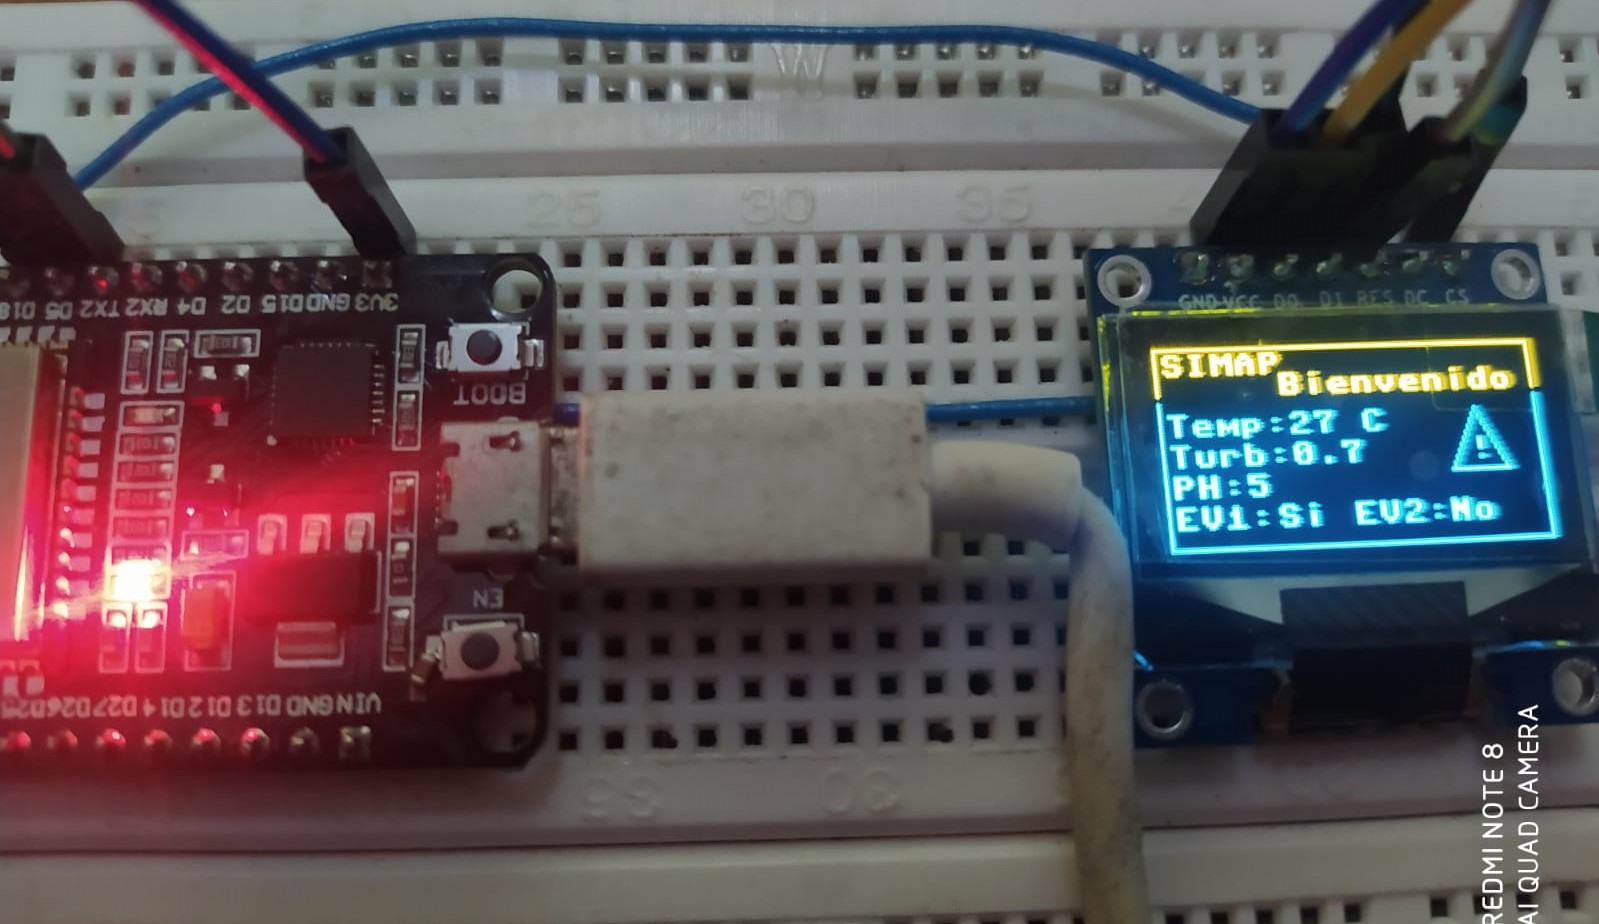 25 30 35
D5 TX2 RX2 D4 D2 D15 GND 3V3
BOOT
EN
D26 D27 D14 D12 D13 GND VIN
GND VCC D0 D1 RES DC CS
SIMAP
Bienvenido
Temp:27 C
Turb:0.7
PH:5
EV1:Si EV2:No
REDMI NOTE 8
AI QUAD CAMERA